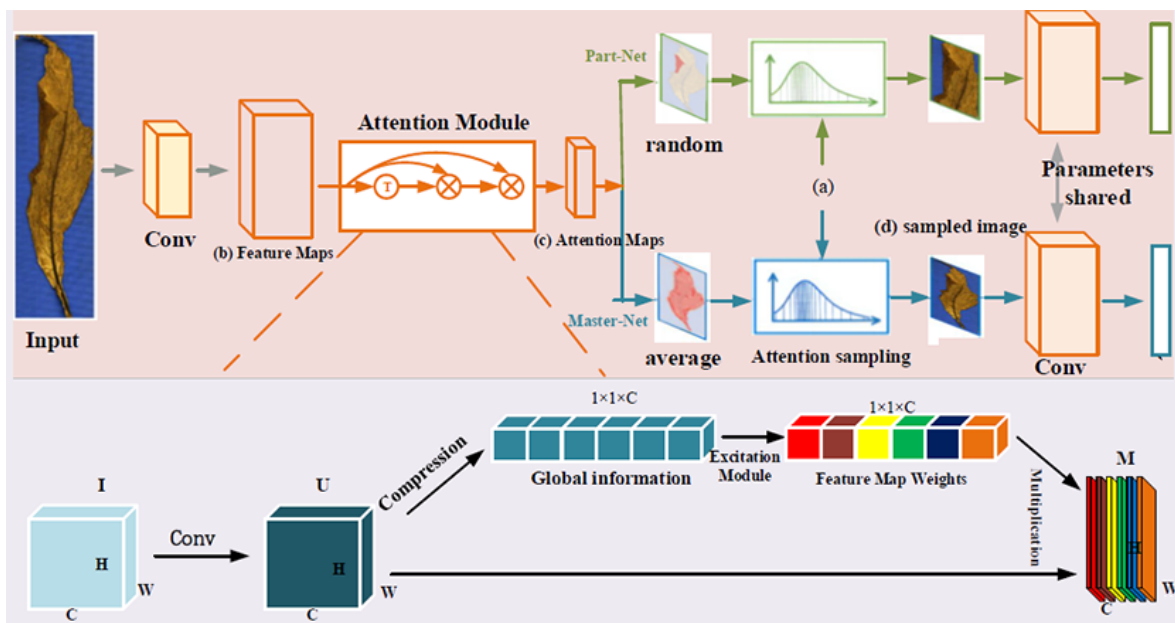 Part-Net
Attention Module
random
T
Parameters
shared
(a)
Conv
(b) Feature Maps
(c) Attention Maps
(d) sampled image
Input
Master-Net
average
Attention sampling
Conv
1×1×C
1×1×C
Compression
Global information
Excitation
Module
Feature Map Weights
Multiplication
M
I
U
Conv
H
W
C
H
W
C
H
W
C